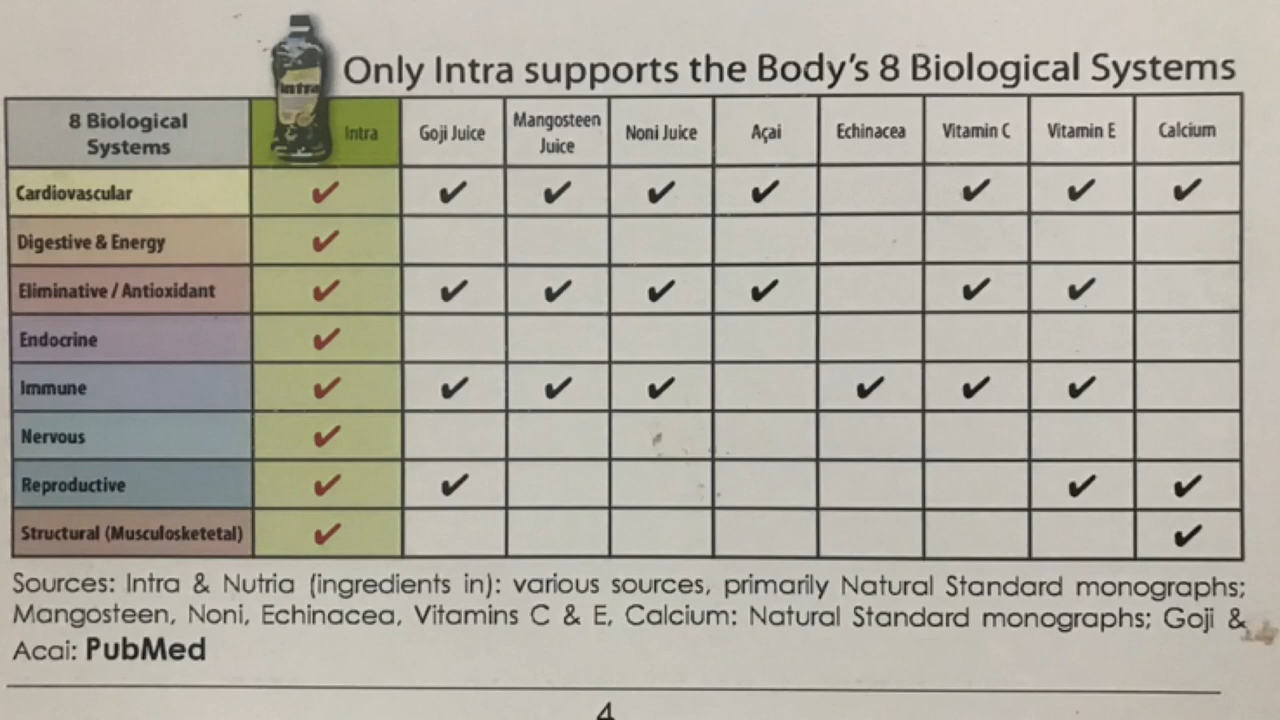 Only Intra supports the Body's 8 Biological Systems
8 Biological
Systems
intra
Intra
Goji Juice
Mangosteen
Juice
Noni Juice
Açai
Echinacea
Vitamin C
Vitamin E
Calcium
Cardiovascular ✔ ✔ ✔ ✔ ✔ ✔ ✔ ✔
Digestive & Energy ✔
Eliminative / Antioxidant ✔ ✔ ✔ ✔ ✔ ✔ ✔
Endocrine ✔
Immune ✔ ✔ ✔ ✔ ✔ ✔ ✔
Nervous ✔
Reproductive ✔ ✔ ✔ ✔
Structural (Musculosketetal) ✔ ✔
Sources: Intra & Nutria (ingredients in): various sources, primarily Natural Standard monographs;
Mangosteen, Noni, Echinacea, Vitamins C & E, Calcium: Natural Standard monographs; Goji &
Acai: PubMed
4